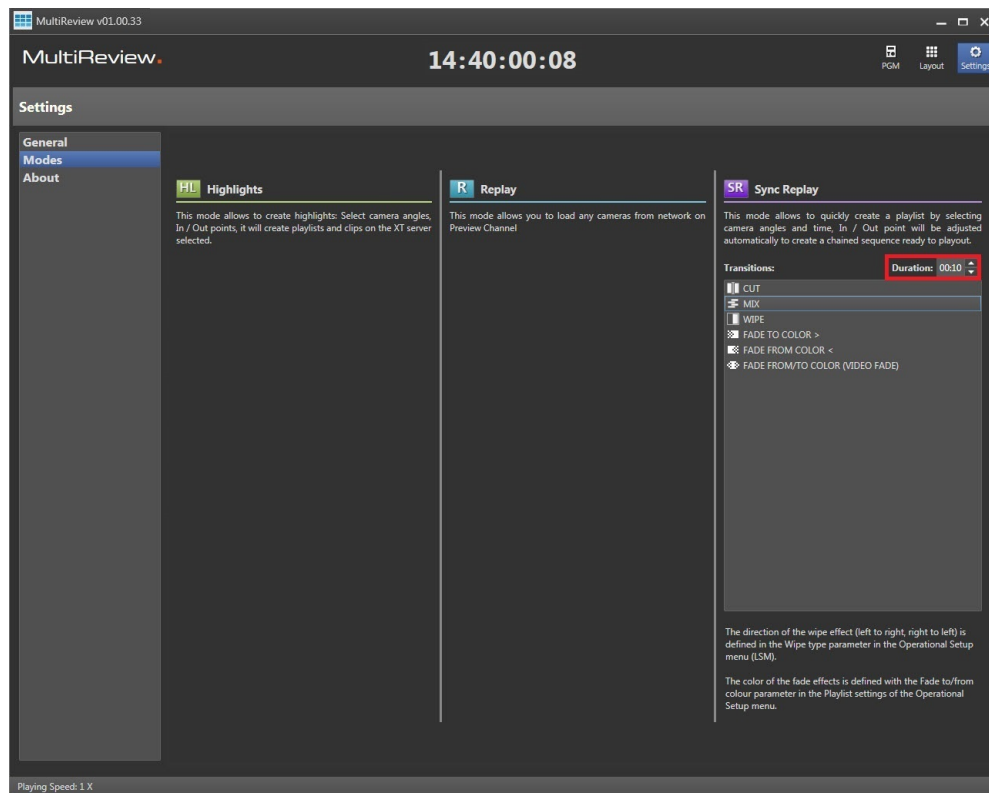 MultiReview v01.00.33
MultiReview.
14:40:00:08
PGM
Layout
Settings
Settings
General
Modes
About
HL Highlights
This mode allows to create highlights: Select camera angles,
In / Out points, it will create playlists and clips on the XT server
selected.
R Replay
This mode allows you to load any cameras from network on
Preview Channel
SR Sync Replay
This mode allows to quickly create a playlist by selecting
camera angles and time, In / Out point will be adjusted
automatically to create a chained sequence ready to playout.
Transitions:
Duration: 00:10
CUT
MIX
WIPE
FADE TO COLOR >
FADE FROM COLOR <
FADE FROM/TO COLOR (VIDEO FADE)
The direction of the wipe effect (left to right, right to left) is
defined in the Wipe type parameter in the Operational Setup
menu (LSM).
The color of the fade effects is defined with the Fade to/from
colour parameter in the Playlist settings of the Operational
Setup menu.
Playing Speed: 1 X